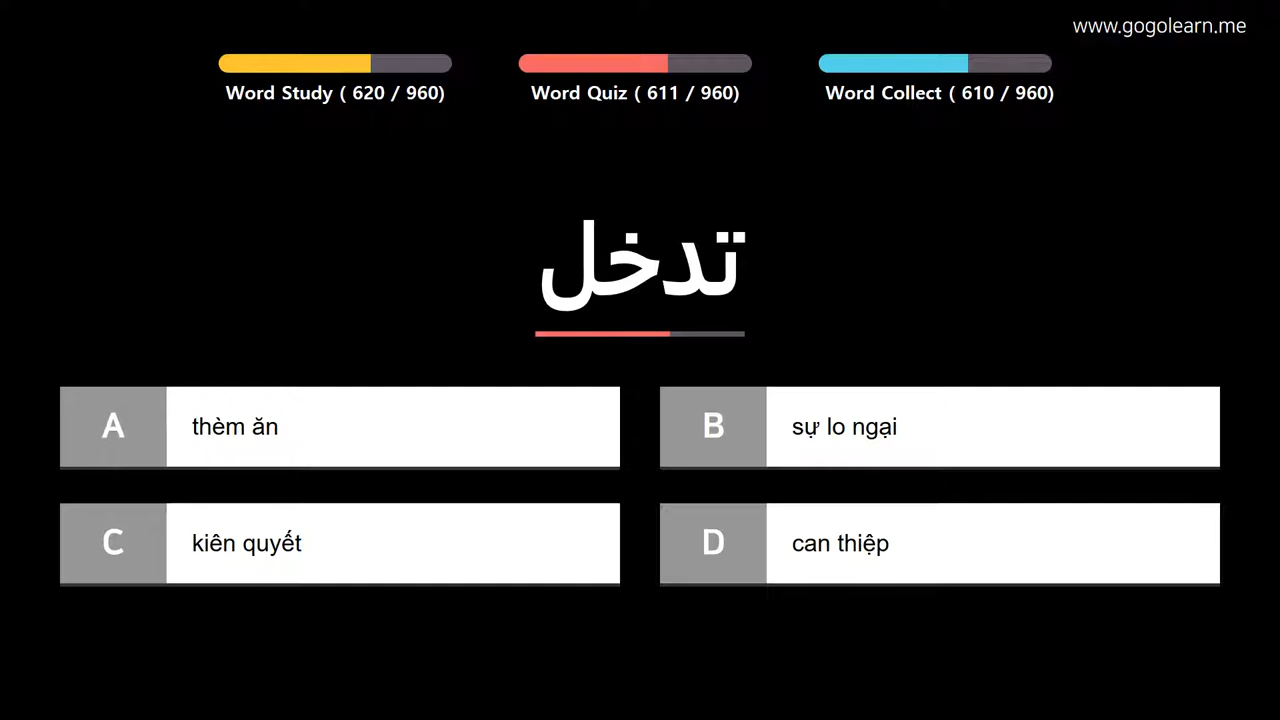 www.gogolearn.me
Word Study ( 620 / 960)
Word Quiz ( 611 / 960)
Word Collect ( 610 / 960)
تدخل
A thèm ăn
B sự lo ngại
C kiên quyết
D can thiệp